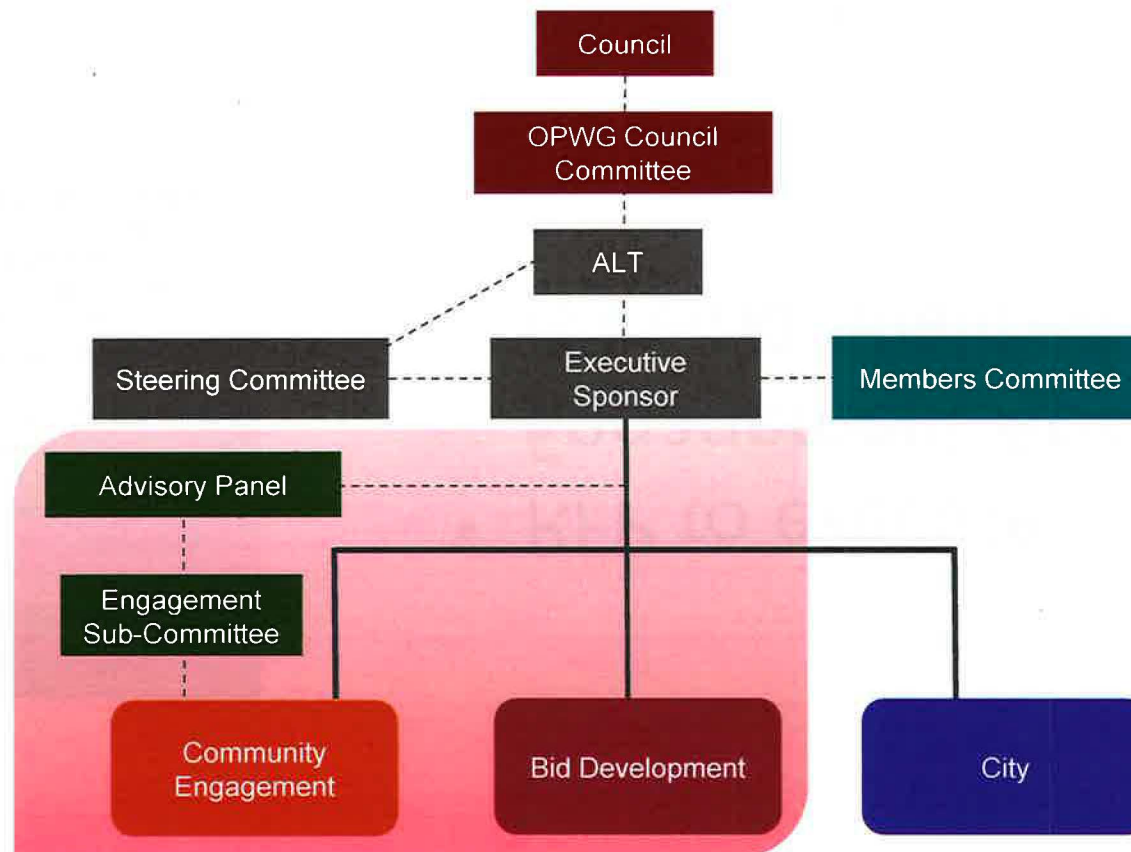 Council
OPWG Council
Committee
ALT
Steering Committee
Executive
Sponsor
Members Committee
Advisory Panel
Engagement
Sub-Committee
Community
Engagement
Bid Development
City